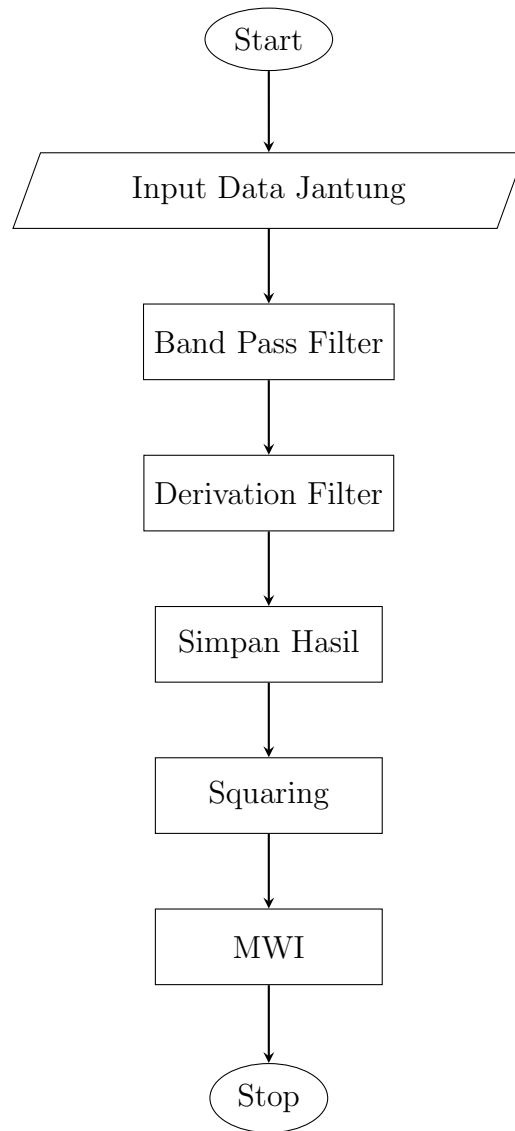 Start
Input Data Jantung
Band Pass Filter
Derivation Filter
Simpan Hasil
Squaring
MWI
Stop